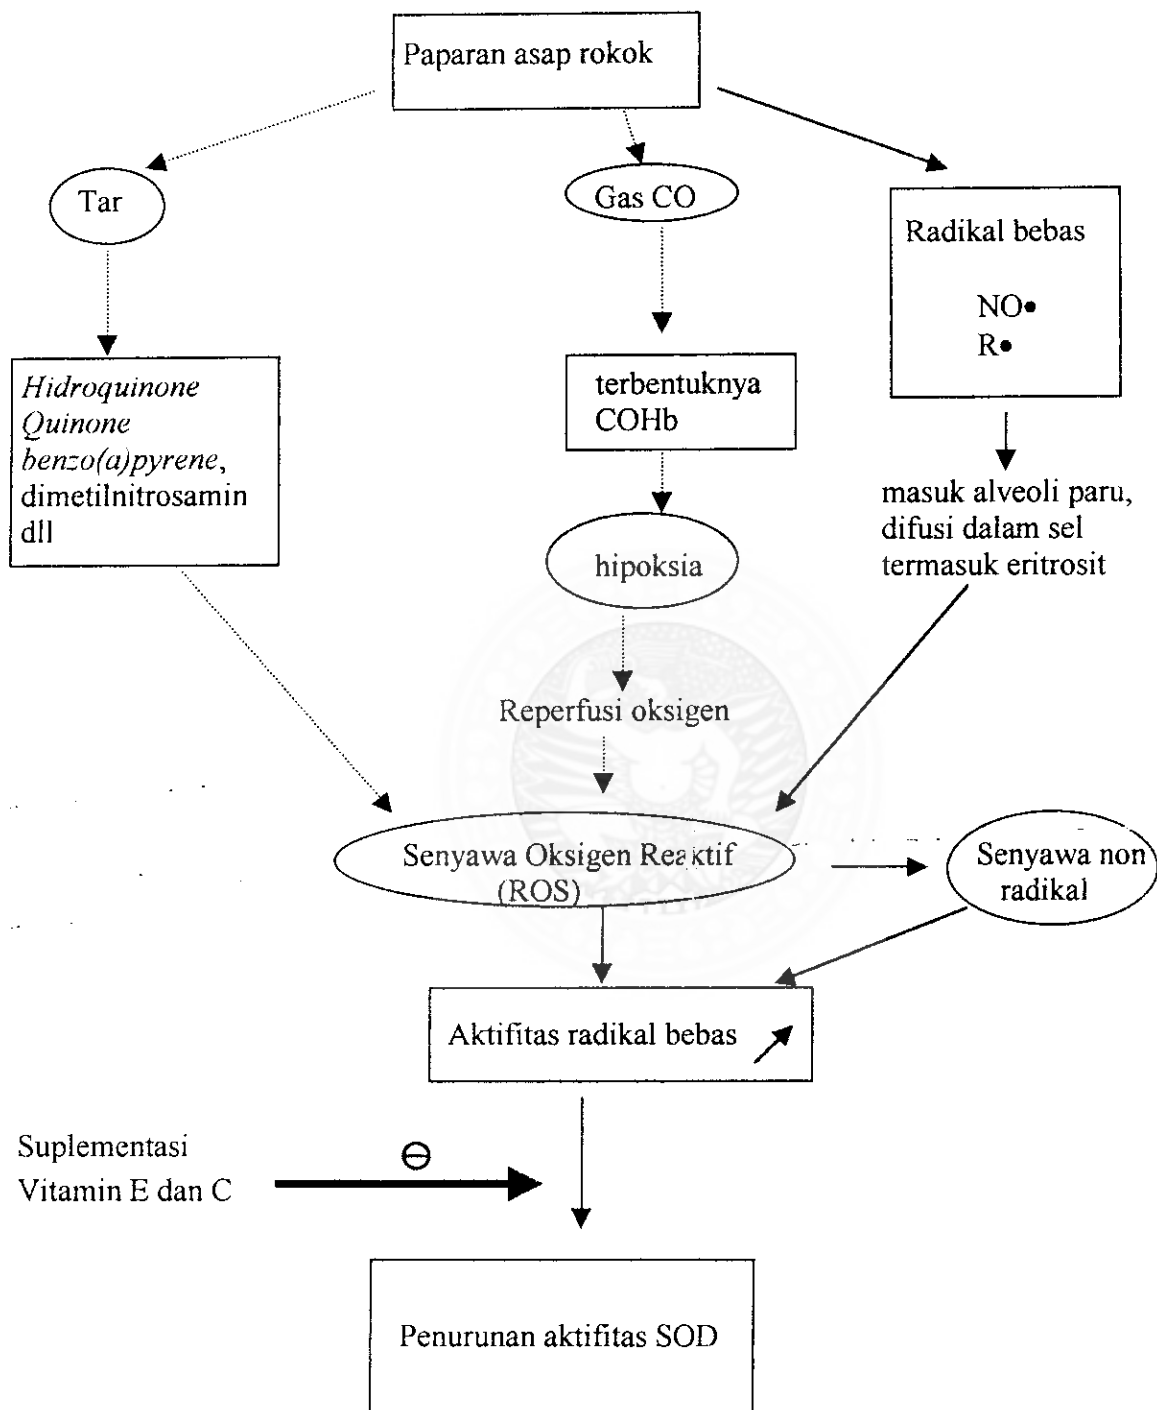 Paparan asap rokok
Tar
Gas CO
Radikal bebas
NO•
R•
Hidroquinone
Quinone
benzo(a)pyrene,
dimetilnitrosamin
dll
terbentuknya
COHb
masuk alveoli paru,
difusi dalam sel
termasuk eritrosit
hipoksia
Reperfusi oksigen
Senyawa Oksigen Reaktif
(ROS)
Senyawa non
radikal
Aktifitas radikal bebas
Suplementasi
Vitamin E dan C
⊖
Penurunan aktifitas SOD